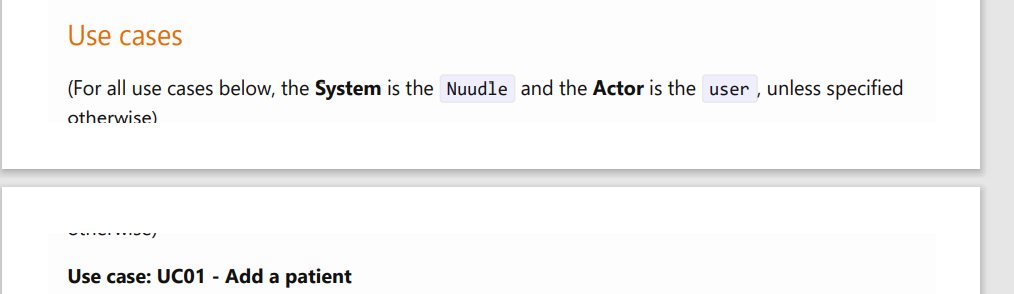 Use cases
(For all use cases below, the System is the Nuudle and the Actor is the user, unless specified
otherwise)
otherwise)
Use case: UC01 - Add a patient